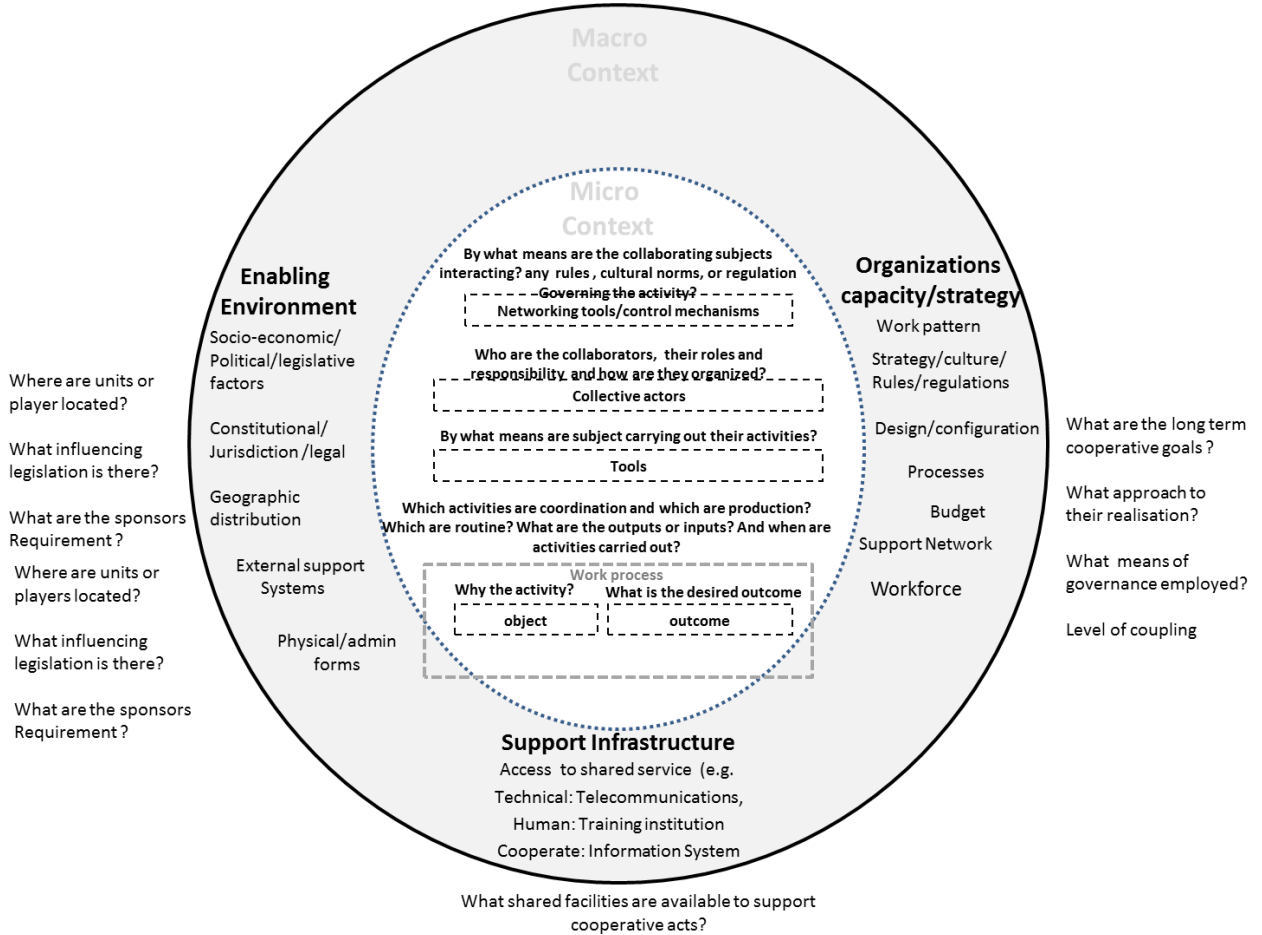 Macro
Context
Micro
Context
By what means are the collaborating subjects
interacting? any rules , cultural norms, or regulation
Governing the activity?
Networking tools/control mechanisms
Who are the collaborators, their roles and
responsibility and how are they organized?
Collective actors
By what means are subject carrying out their activities?
Tools
Which activities are coordination and which are production?
Which are routine? What are the outputs or inputs? And when are
activities carried out?
Work process
Why the activity?
What is the desired outcome
object
outcome
Enabling
Environment
Socio-economic/
Political/legislative
factors
Constitutional/
Jurisdiction /legal
Geographic
distribution
External support
Systems
Physical/admin
forms
Where are units or
player located?
What influencing
legislation is there?
What are the sponsors
Requirement ?
Where are units or
players located?
What influencing
legislation is there?
What are the sponsors
Requirement ?
Organizations
capacity/strategy
Work pattern
Strategy/culture/
Rules/regulations
Design/configuration
Processes
Budget
Support Network
Workforce
What are the long term
cooperative goals ?
What approach to
their realisation?
What means of
governance employed?
Level of coupling
Support Infrastructure
Access to shared service (e.g.
Technical: Telecommunications,
Human: Training institution
Cooperate: Information System
What shared facilities are available to support
cooperative acts?